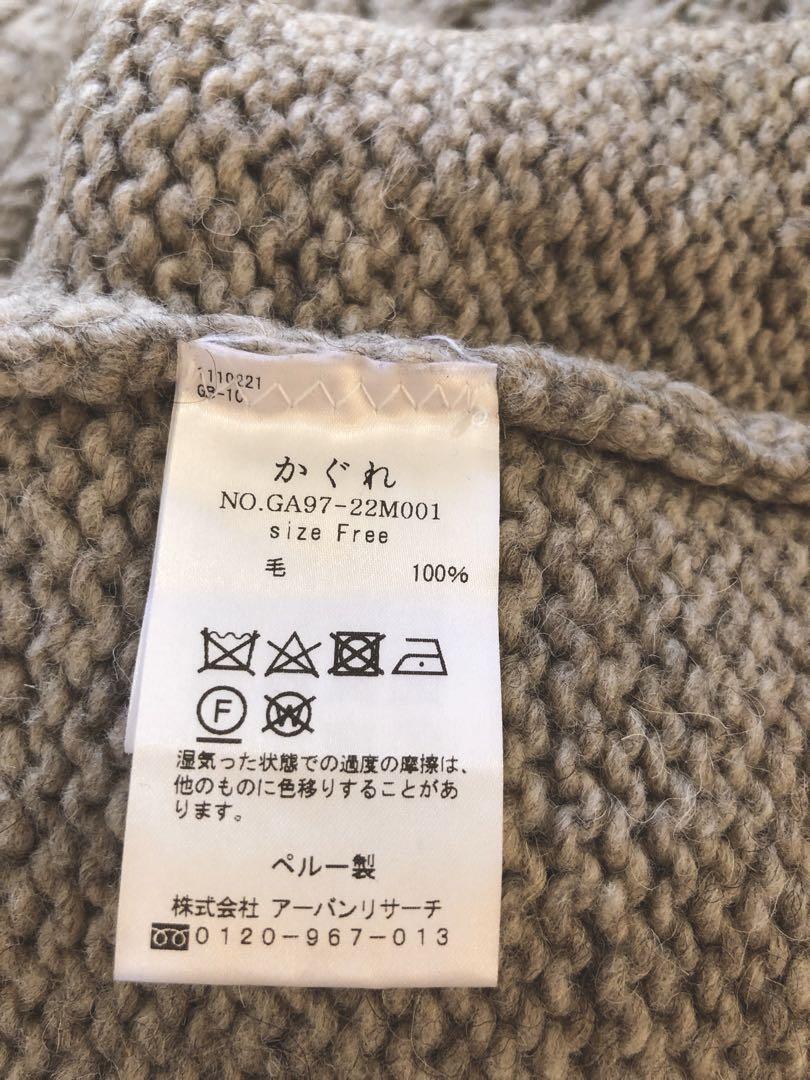 かぐれ
NO.GA97-22M001
size Free
毛 100%
F W
湿気った状態での過度の摩擦は、
他のものに色移りすることがあ
ります。
ペルー製
株式会社 アーバンリサーチ
0120-967-013